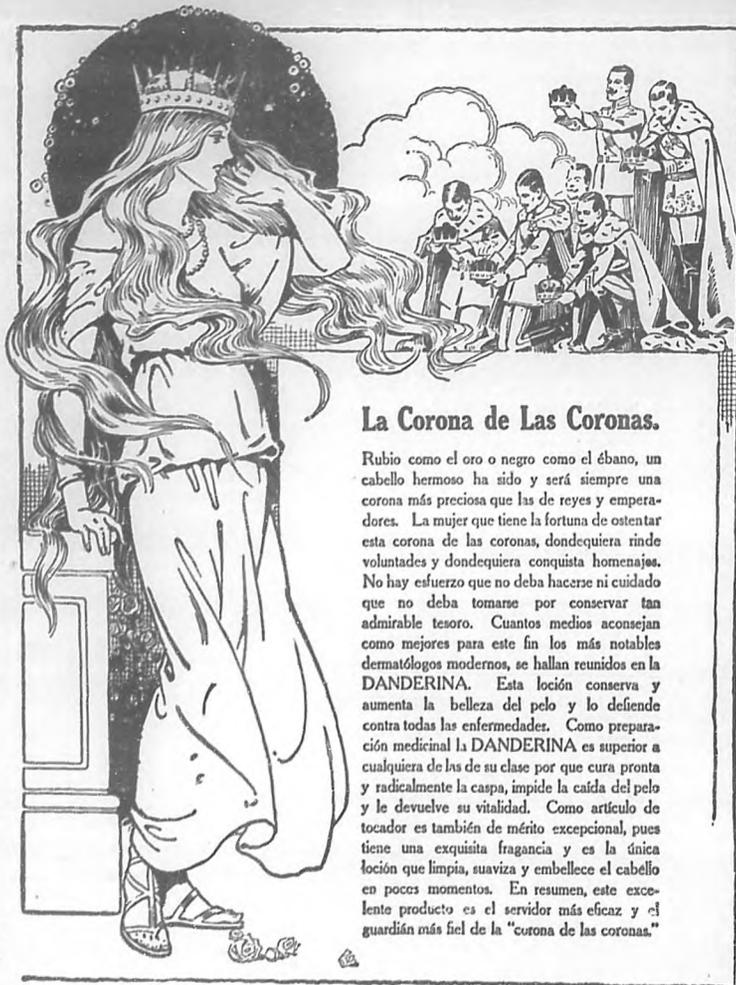 La Corona de Las Coronas.
Rubio como el oro o negro como el ébano, un
cabello hermoso ha sido y será siempre una
corona más preciosa que las de reyes y empera-
dores. La mujer que tiene la fortuna de ostentar
esta corona de las coronas, dondequiera rinde
voluntades y dondequiera conquista homenajes.
No hay esfuerzo que no deba hacerse ni cuidado
que no deba tomarse por conservar tan
admirable tesoro. Cuantos medios aconsejan
como mejores para este fin los más notables
dermatólogos modernos, se hallan reunidos en la
DANDERINA. Esta loción conserva y
aumenta la belleza del pelo y lo defiende
contra todas las enfermedades. Como prepara-
ción medicinal la DANDERINA es superior a
cualquiera de las de su clase por que cura pronta
y radicalmente la caspa, impide la caída del pelo
y le devuelve su vitalidad. Como artículo de
tocador es también de mérito excepcional, pues
tiene una exquisita fragancia y es la única
loción que limpia, suaviza y embellece el cabello
en pocos momentos. En resumen, este exce-
lente producto es el servidor más eficaz y el
guardián más fiel de la "corona de las coronas."